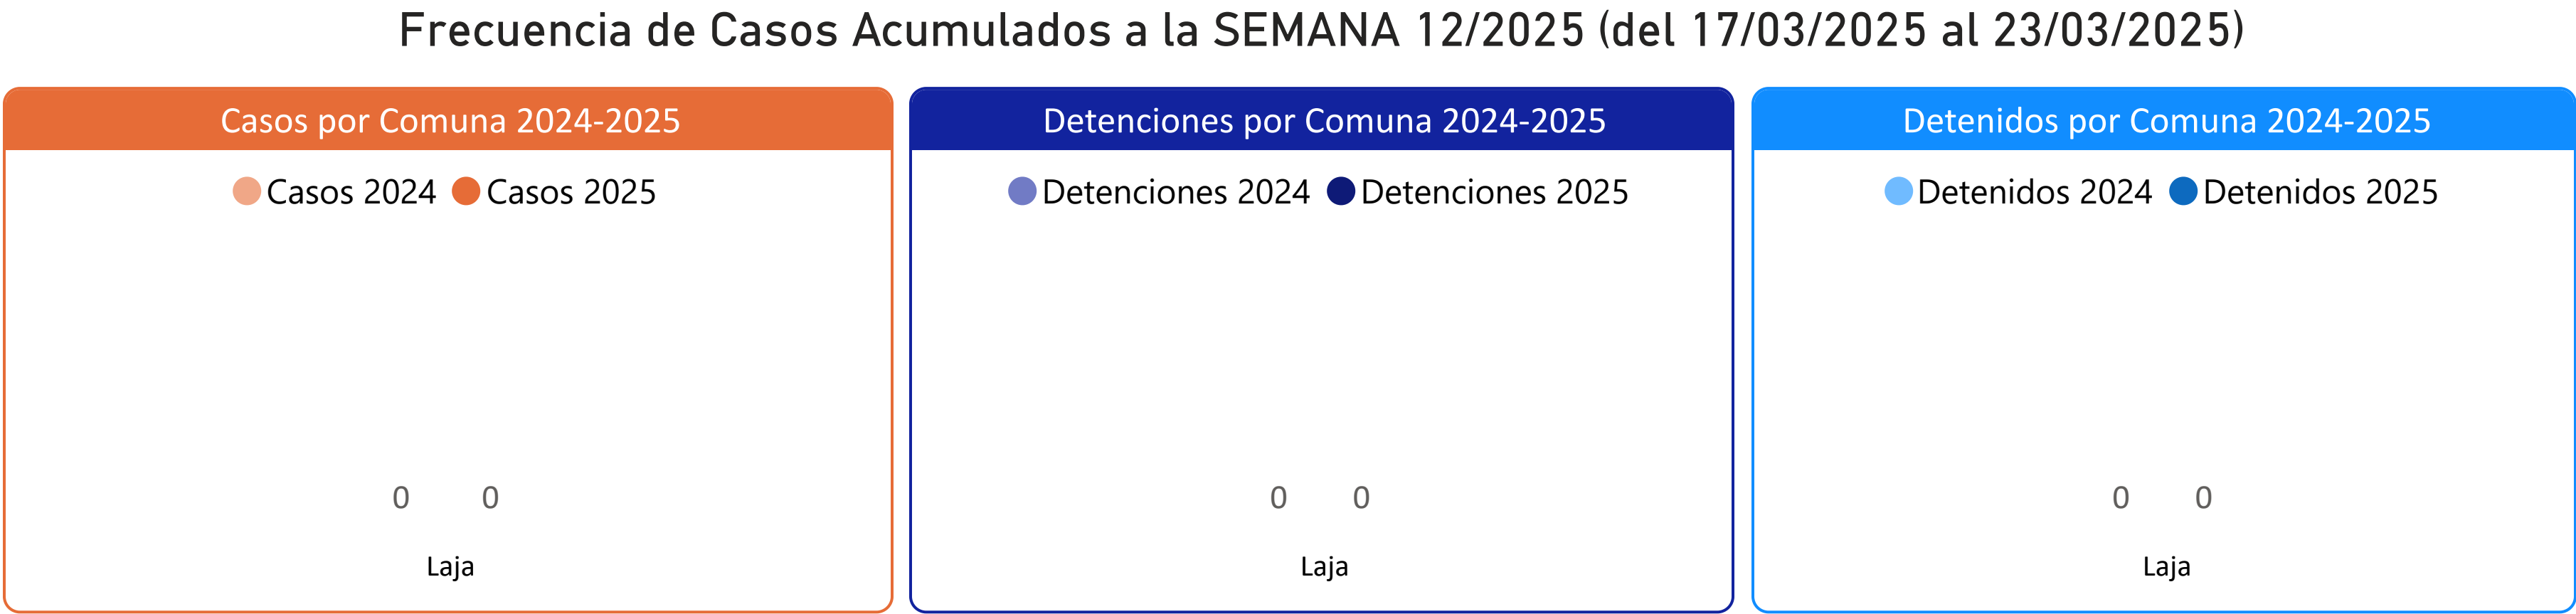 Frecuencia de Casos Acumulados a la SEMANA 12/2025 (del 17/03/2025 al 23/03/2025)
Casos por Comuna 2024-2025
Casos 2024 Casos 2025
0 0
Laja
Detenciones por Comuna 2024-2025
Detenciones 2024 Detenciones 2025
0 0
Laja
Detenidos por Comuna 2024-2025
Detenidos 2024 Detenidos 2025
0 0
Laja